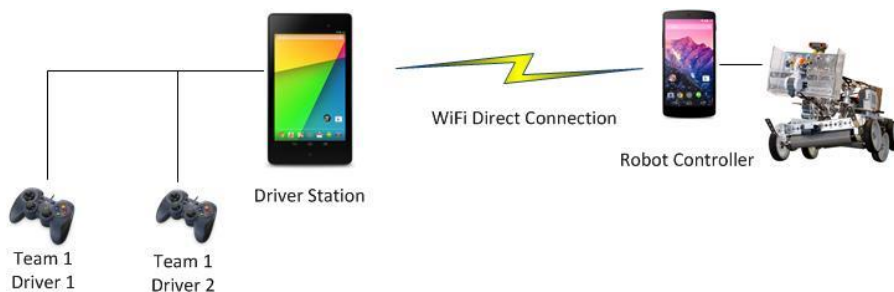 WiFi Direct Connection
Robot Controller
Driver Station
Team 1
Driver 1
Team 1
Driver 2